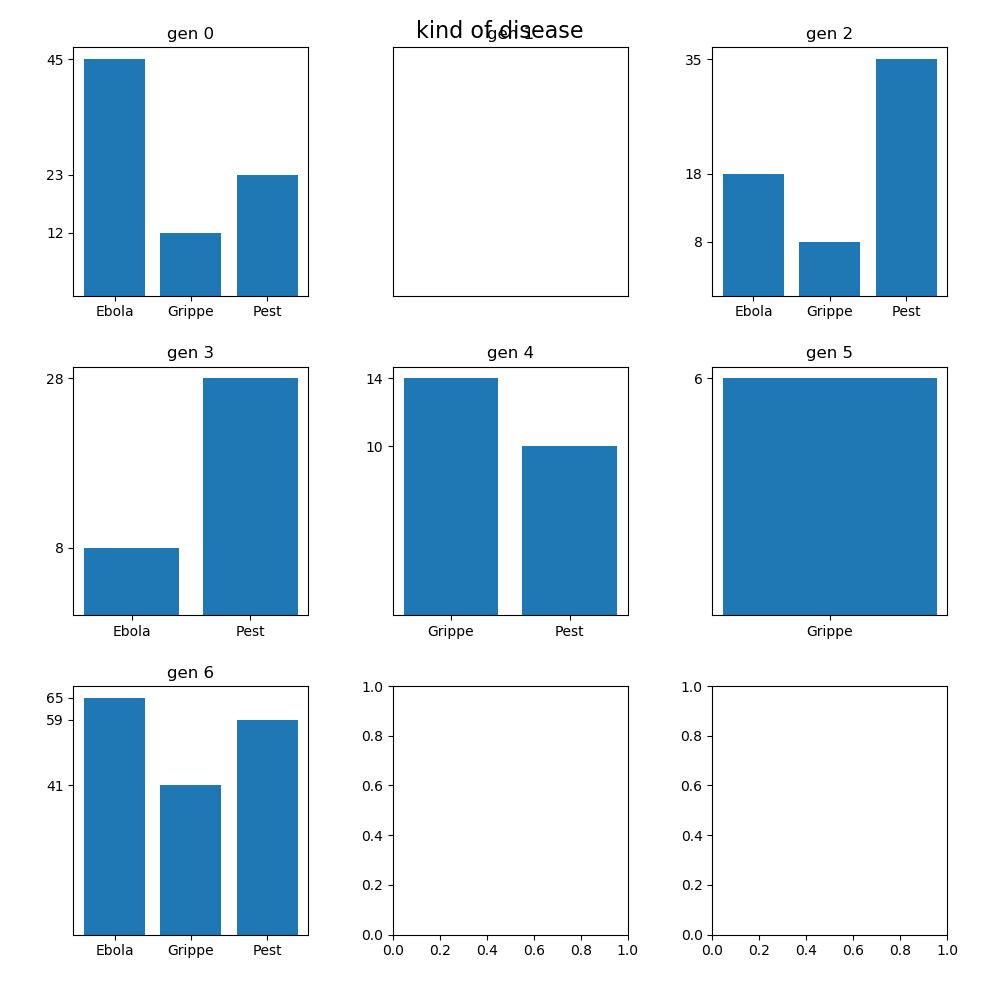 kind of disease
gen 0
gen 1
gen 2
45
23
12
Ebola Grippe Pest
35
18
8
Ebola Grippe Pest
gen 3
gen 4
gen 5
28
8
Ebola Pest
14
10
Grippe Pest
6
Grippe
gen 6
65
59
41
Ebola Grippe Pest
1.0
0.8
0.6
0.4
0.2
0.0
0.0 0.2 0.4 0.6 0.8 1.0
1.0
0.8
0.6
0.4
0.2
0.0
0.0 0.2 0.4 0.6 0.8 1.0